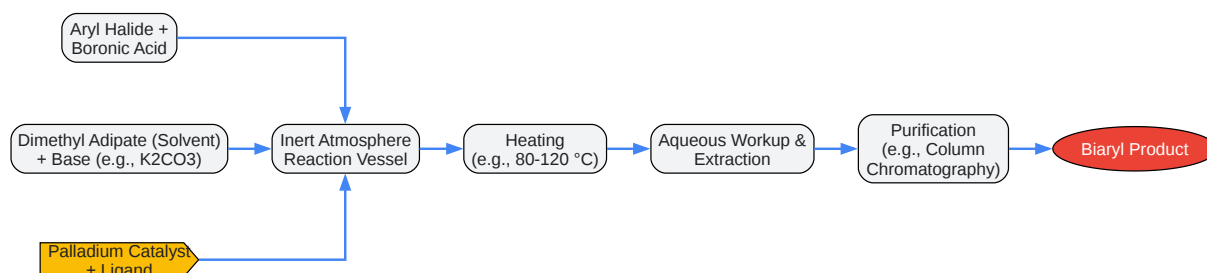 Aryl Halide +
Boronic Acid
Dimethyl Adipate (Solvent)
+ Base (e.g., K2CO3)
Inert Atmosphere
Reaction Vessel
Heating
(e.g., 80-120 °C)
Aqueous Workup &
Extraction
Purification
(e.g., Column
Chromatography)
Biaryl Product
Palladium Catalyst
+ Ligand